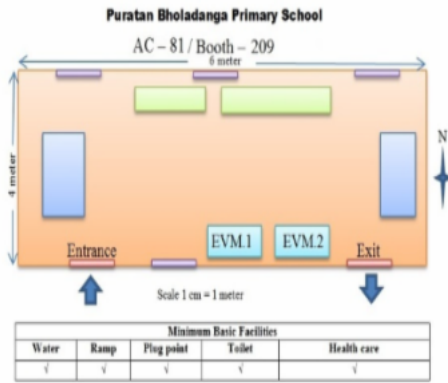 Puratan Bholadanga Primary School
AC – 81 / Booth – 209
6 meter
4 meter
N
EVM.1 EVM.2
Entrance Exit
Scale 1 cm = 1 meter
Minimum Basic Facilities
Water Ramp Plug point Toilet Health care
√ √ √ √ √